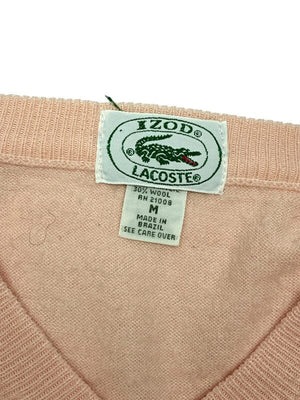 IZOD®
LACOSTE®
30% WOOL
RN 21008
M
MADE IN
BRAZIL
SEE CARE OVER